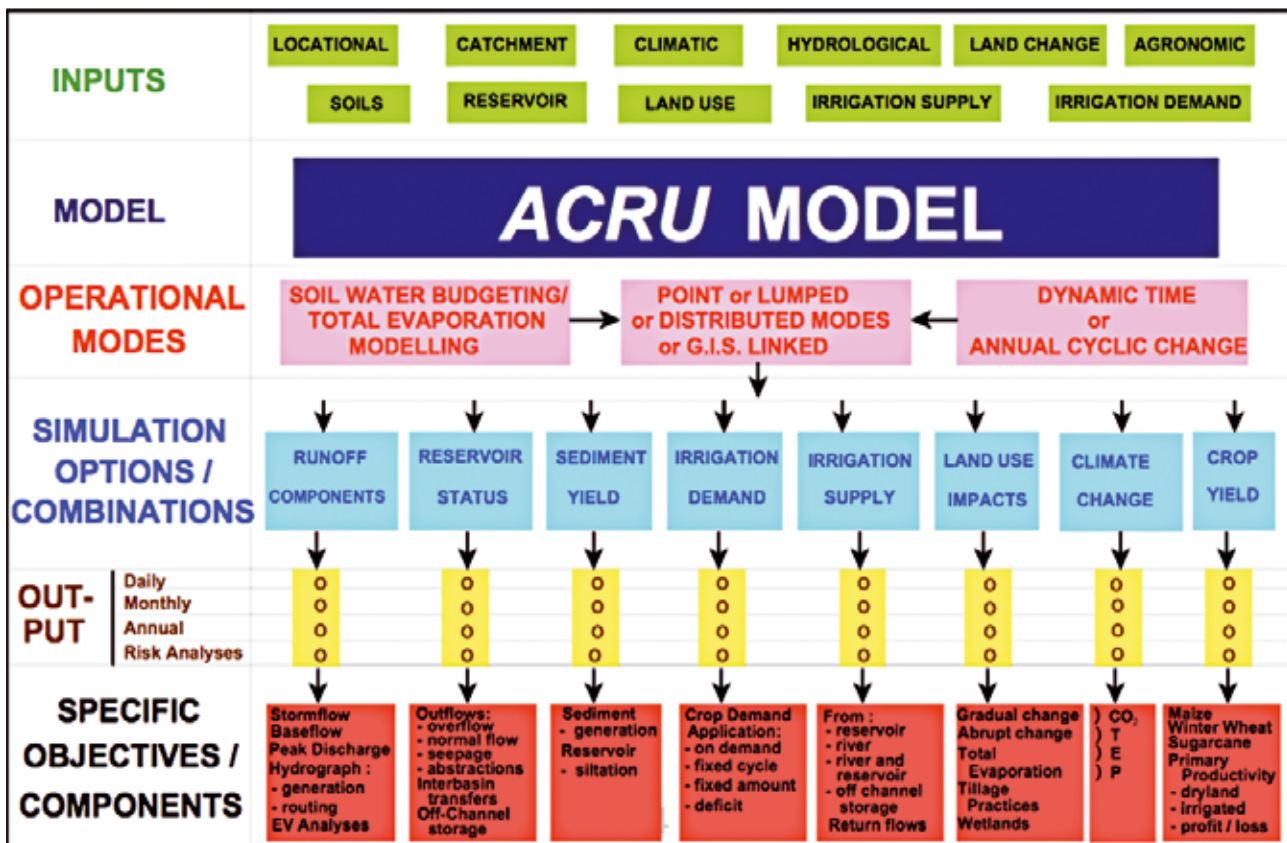 INPUTS
LOCATIONAL CATCHMENT CLIMATIC HYDROLOGICAL LAND CHANGE AGRONOMIC
SOILS RESERVOIR LAND USE IRRIGATION SUPPLY IRRIGATION DEMAND
MODEL
ACRU MODEL
OPERATIONAL
MODES
SOIL WATER BUDGETING/
TOTAL EVAPORATION
MODELLING
POINT or LUMPED
or DISTRIBUTED MODES
or G.I.S. LINKED
DYNAMIC TIME
or
ANNUAL CYCLIC CHANGE
SIMULATION
OPTIONS /
COMBINATIONS
RUNOFF
COMPONENTS
RESERVOIR
STATUS
SEDIMENT
YIELD
IRRIGATION
DEMAND
IRRIGATION
SUPPLY
LAND USE
IMPACTS
CLIMATE
CHANGE
CROP
YIELD
OUT-
PUT
Daily
Monthly
Annual
Risk Analyses
O O O O O O O O
O O O O O O O O
O O O O O O O O
O O O O O O O O
SPECIFIC
OBJECTIVES /
COMPONENTS
Stormflow
Baseflow
Peak Discharge
Hydrograph :
- generation
- routing
EV Analyses
Outflows:
- overflow
- normal flow
- seepage
- abstractions
Interbasin
transfers
Off-Channel
storage
Sediment
- generation
Reservoir
- siltation
Crop Demand
Application:
- on demand
- fixed cycle
- fixed amount
- deficit
From :
- reservoir
- river
- river and
reservoir
- off channel
storage
Return flows
Gradual change
Abrupt change
Total
Evaporation
Tillage
Practices
Wetlands
) CO₂
) T
) E
) P
Maize
Winter Wheat
Sugarcane
Primary
Productivity
- dryland
- irrigated
- profit / loss